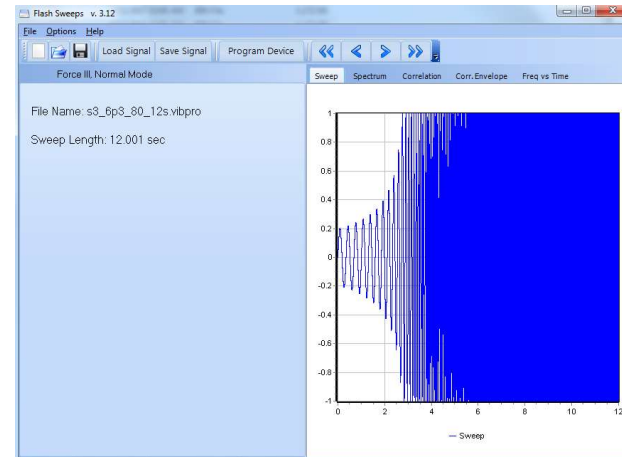 Flash Sweeps v. 3.12
File Options Help
Load Signal Save Signal Program Device
Force III, Normal Mode
Sweep Spectrum Correlation Corr.Envelope Freq vs Time
File Name: s3_6p3_80_12s.vibpro
Sweep Length: 12.001 sec
1
0.8
0.6
0.4
0.2
0
-0.2
-0.4
-0.6
-0.8
-1
0 2 4 6 8 10 12
Sweep